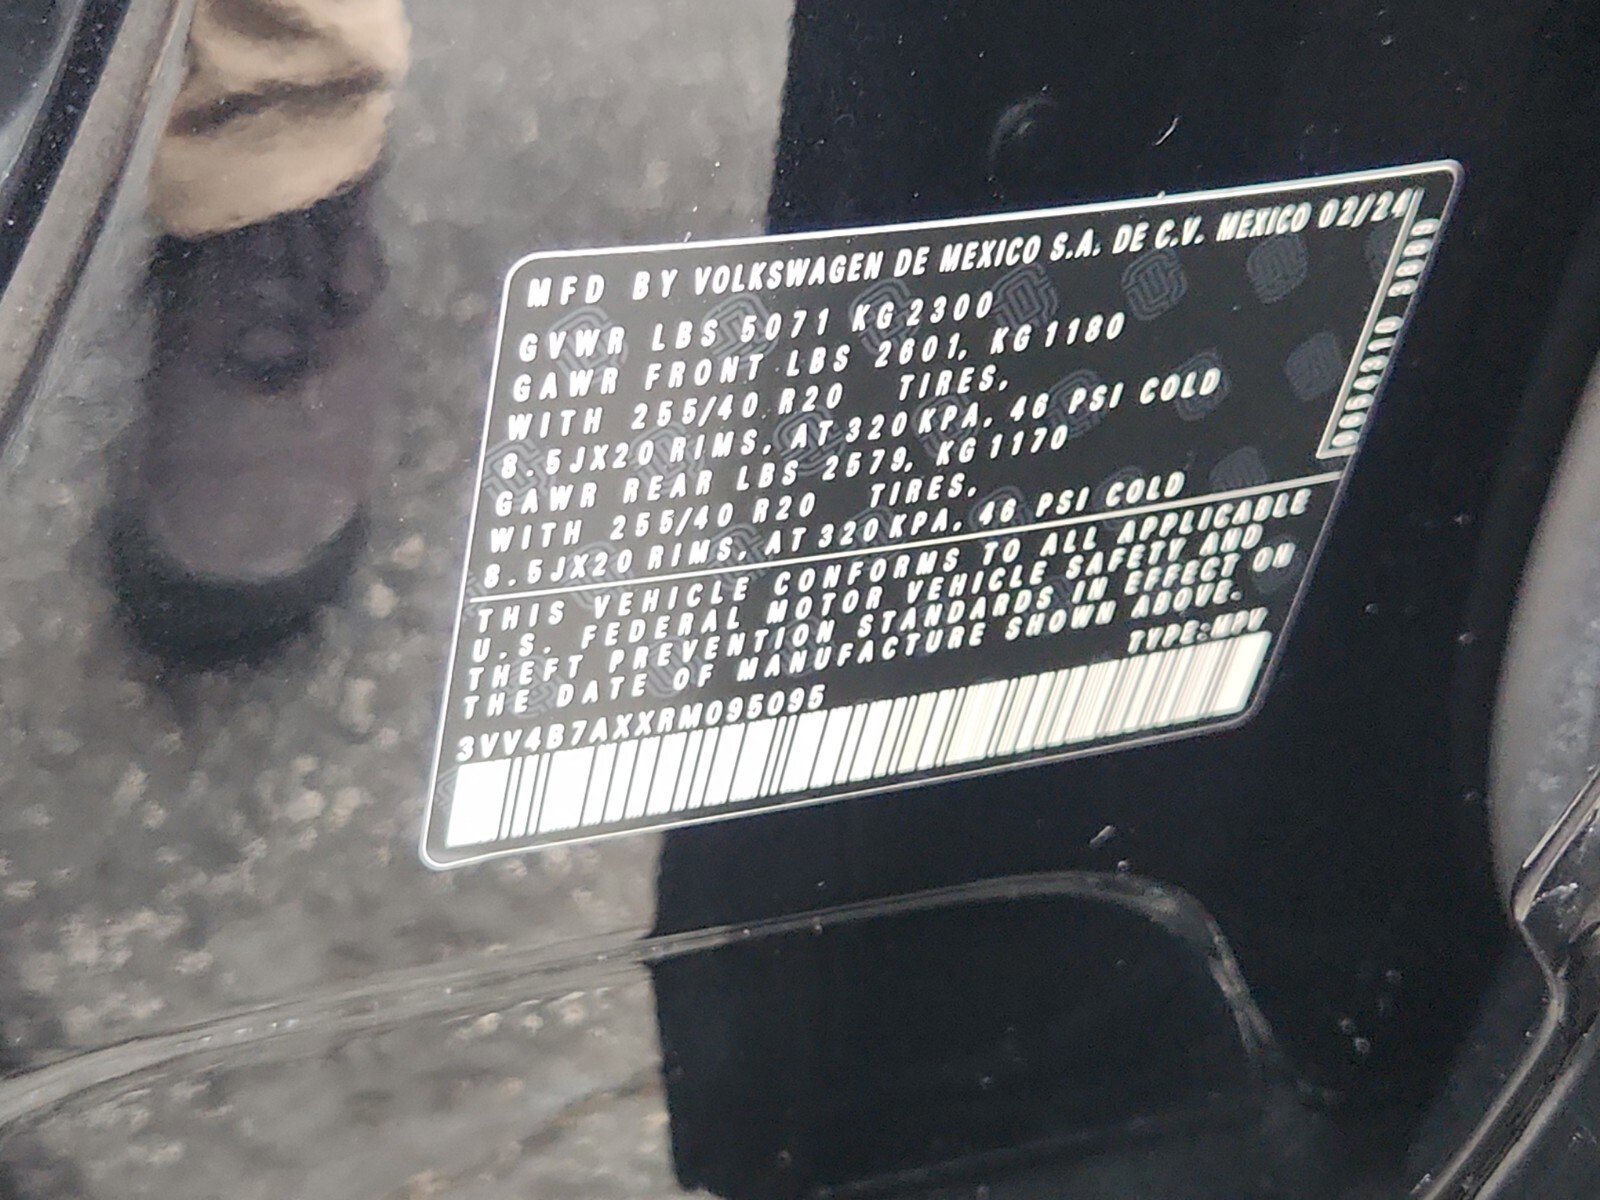 MFD BY VOLKSWAGEN DE MEXICO S.A. DE C.V. MEXICO 02/24
GVWR LBS 5071 KG 2300
GAWR FRONT LBS 2601, KG 1180
WITH 255/40 R20 TIRES,
8.5JX20 RIMS, AT 320 KPA, 46 PSI COLD
GAWR REAR LBS 2579, KG 1170
WITH 255/40 R20 TIRES,
8.5JX20 RIMS, AT 320 KPA, 46 PSI COLD
THIS VEHICLE CONFORMS TO ALL APPLICABLE
U.S. FEDERAL MOTOR VEHICLE SAFETY AND
THEFT PREVENTION STANDARDS IN EFFECT ON
THE DATE OF MANUFACTURE SHOWN ABOVE.
3VV4B7AXXRM095095 TYPE:MPV